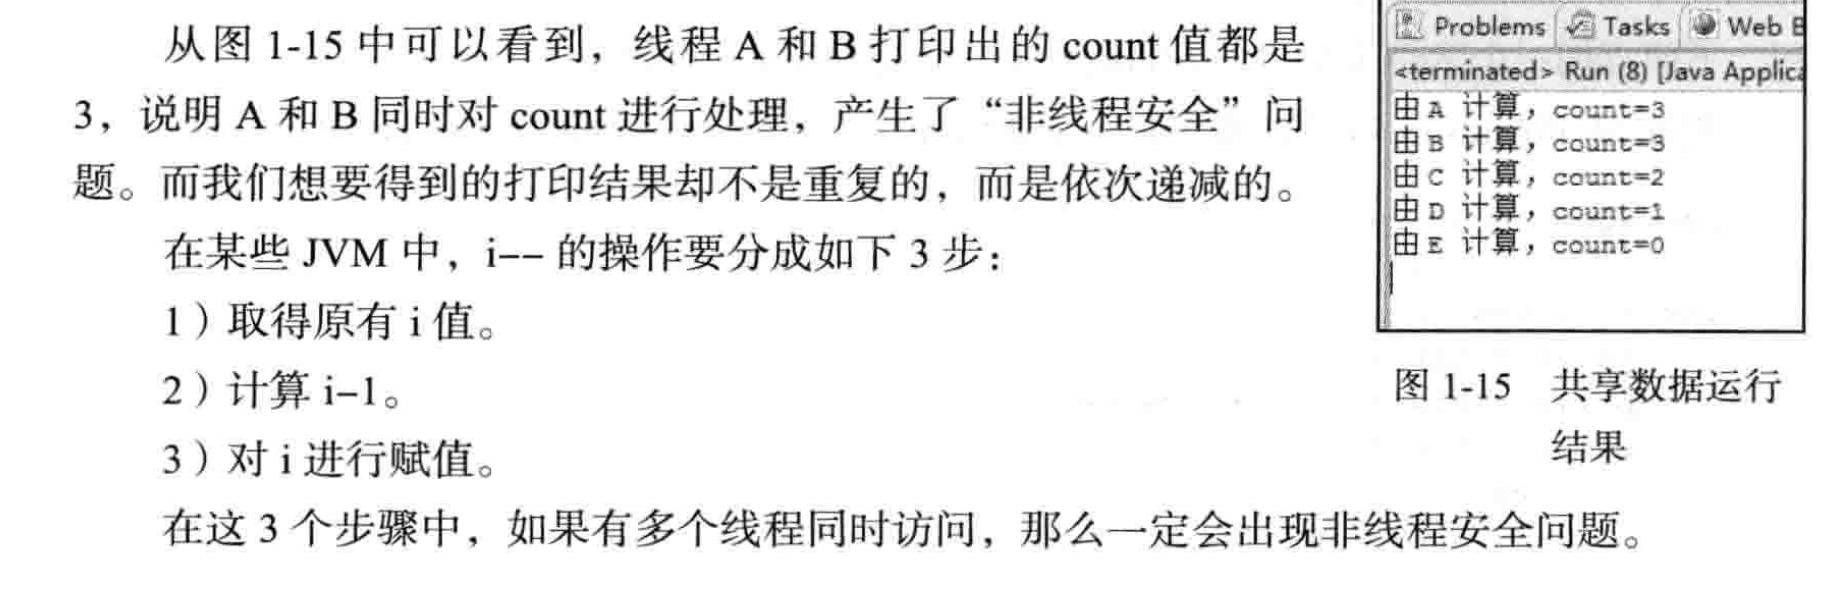 从图 1-15 中可以看到，线程 A 和 B 打印出的 count 值都是
3，说明 A 和 B 同时对 count 进行处理，产生了“非线程安全”问
题。而我们想要得到的打印结果却不是重复的，而是依次递减的。
在某些 JVM 中，i-- 的操作要分成如下 3 步：
1）取得原有 i 值。
2）计算 i-1。
3）对 i 进行赋值。
Problems Tasks Web B
<terminated> Run (8) [Java Applica
由 A 计算，count=3
由 B 计算，count=3
由 C 计算，count=2
由 D 计算，count=1
由 E 计算，count=0
图 1-15 共享数据运行
结果
在这 3 个步骤中，如果有多个线程同时访问，那么一定会出现非线程安全问题。